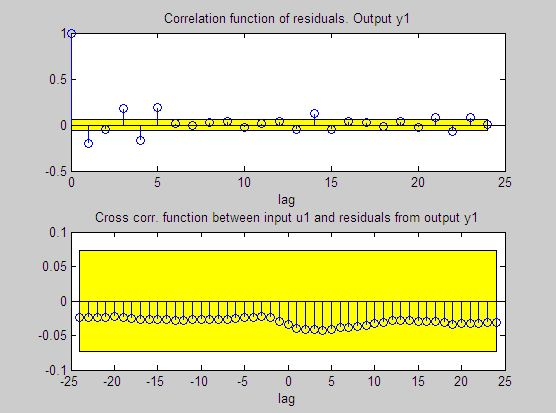 Correlation function of residuals. Output y1
1
0.5
0
-0.5
0 5 10 15 20 25
lag
Cross corr. function between input u1 and residuals from output y1
0.1
0.05
0
-0.05
-0.1
-25 -20 -15 -10 -5 0 5 10 15 20 25
lag